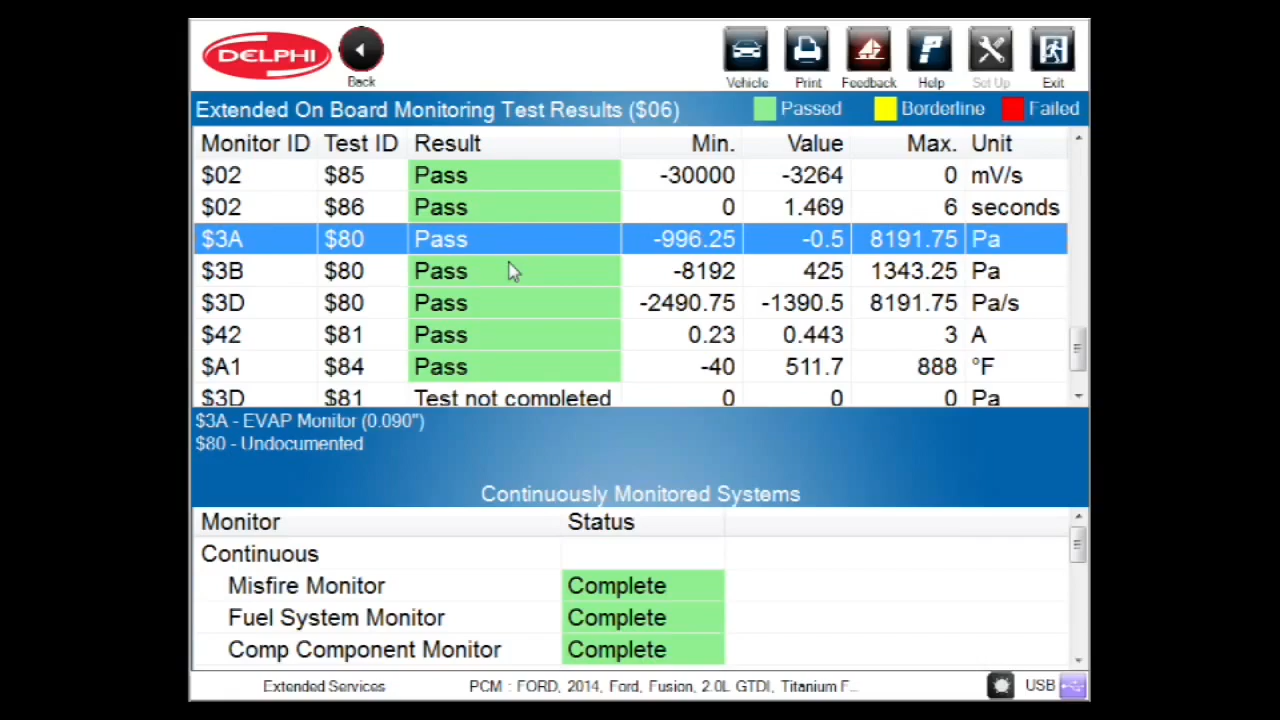 DELPHI
Back
Vehicle Print Feedback Help Set Up Exit
Extended On Board Monitoring Test Results ($06) Passed Borderline Failed
Monitor ID Test ID Result Min. Value Max. Unit
$02 $85 Pass -30000 -3264 0 mV/s
$02 $86 Pass 0 1.469 6 seconds
$3A $80 Pass -996.25 -0.5 8191.75 Pa
$3B $80 Pass -8192 425 1343.25 Pa
$3D $80 Pass -2490.75 -1390.5 8191.75 Pa/s
$42 $81 Pass 0.23 0.443 3 A
$A1 $84 Pass -40 511.7 888 °F
$3D $81 Test not completed 0 0 0 Pa
$3A - EVAP Monitor (0.090")
$80 - Undocumented
Continuously Monitored Systems
Monitor Status
Continuous
Misfire Monitor Complete
Fuel System Monitor Complete
Comp Component Monitor Complete
Extended Services PCM : FORD, 2014, Ford, Fusion, 2.0L GTDI, Titanium F... USB